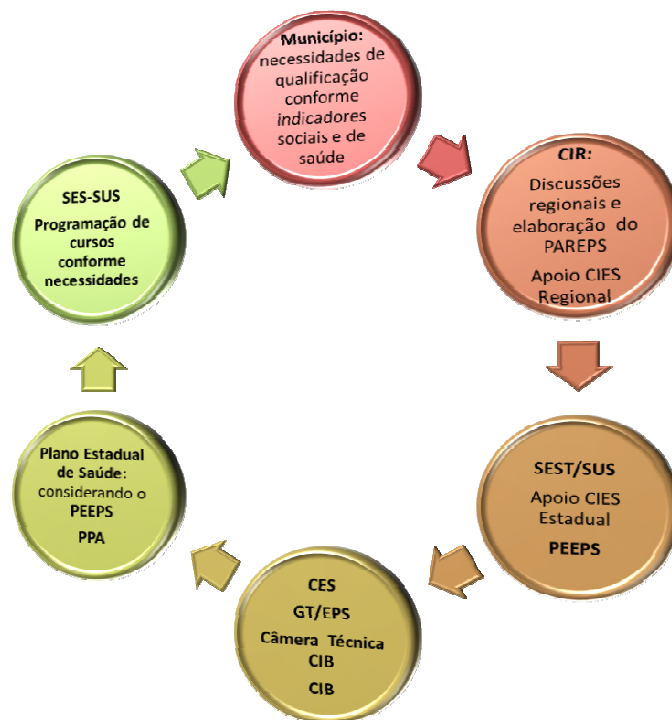 Município:
necessidades de
qualificação
conforme
indicadores
sociais e de
saúde
CIR:
Discussões
regionais e
elaboração do
PAREPS
Apoio CIES
Regional
SEST/SUS
Apoio CIES
Estadual
PEEPS
CES
GT/EPS
Câmera Técnica
CIB
CIB
Plano Estadual
de Saúde:
considerando o
PEEPS
PPA
SES-SUS
Programação de
cursos
conforme
necessidades